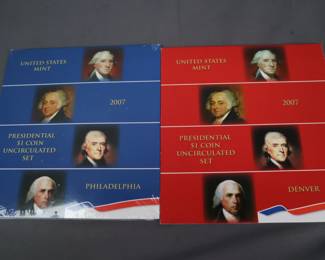 UNITED STATES
MINT
2007
PRESIDENTIAL
$1 COIN
UNCIRCULATED
SET
PHILADELPHIA
UNITED STATES
MINT
2007
PRESIDENTIAL
$1 COIN
UNCIRCULATED
SET
DENVER